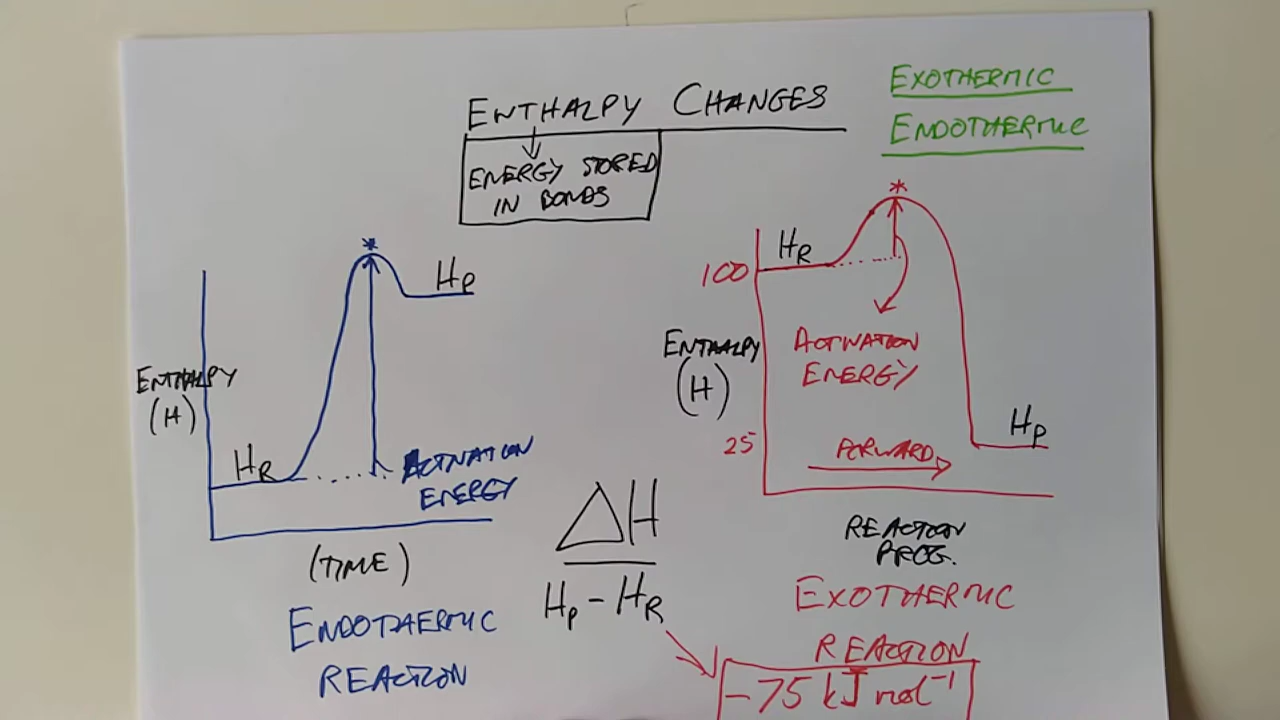 ENTHALPY CHANGES
ENERGY STORED
IN BONDS
EXOTHERMIC
ENDOTHERMIC
*
HP
ENTHALPY
(H)
HR
ACTIVATION
ENERGY
(TIME)
ENDOTHERMIC
REACTION
ΔH
HP - HR
*
HR
100
ENTHALPY
(H)
ACTIVATION
ENERGY
25
FORWARD
HP
REACTION
PROG.
EXOTHERMIC
REACTION
-75 kJ mol⁻¹